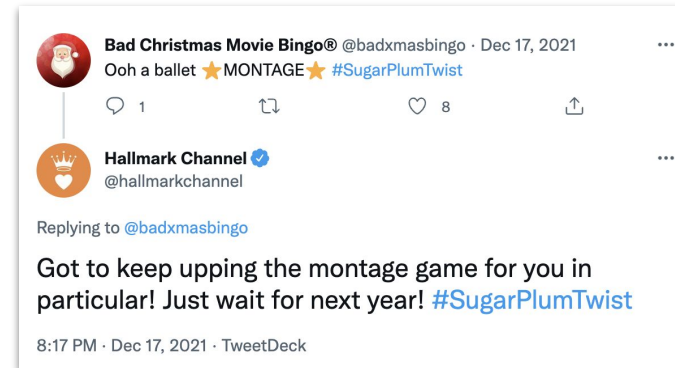 Bad Christmas Movie Bingo® @badxmasbingo · Dec 17, 2021
Ooh a ballet ⭐MONTAGE⭐ #SugarPlumTwist
1 8
Hallmark Channel
@hallmarkchannel
Replying to @badxmasbingo
Got to keep upping the montage game for you in
particular! Just wait for next year! #SugarPlumTwist
8:17 PM · Dec 17, 2021 · TweetDeck